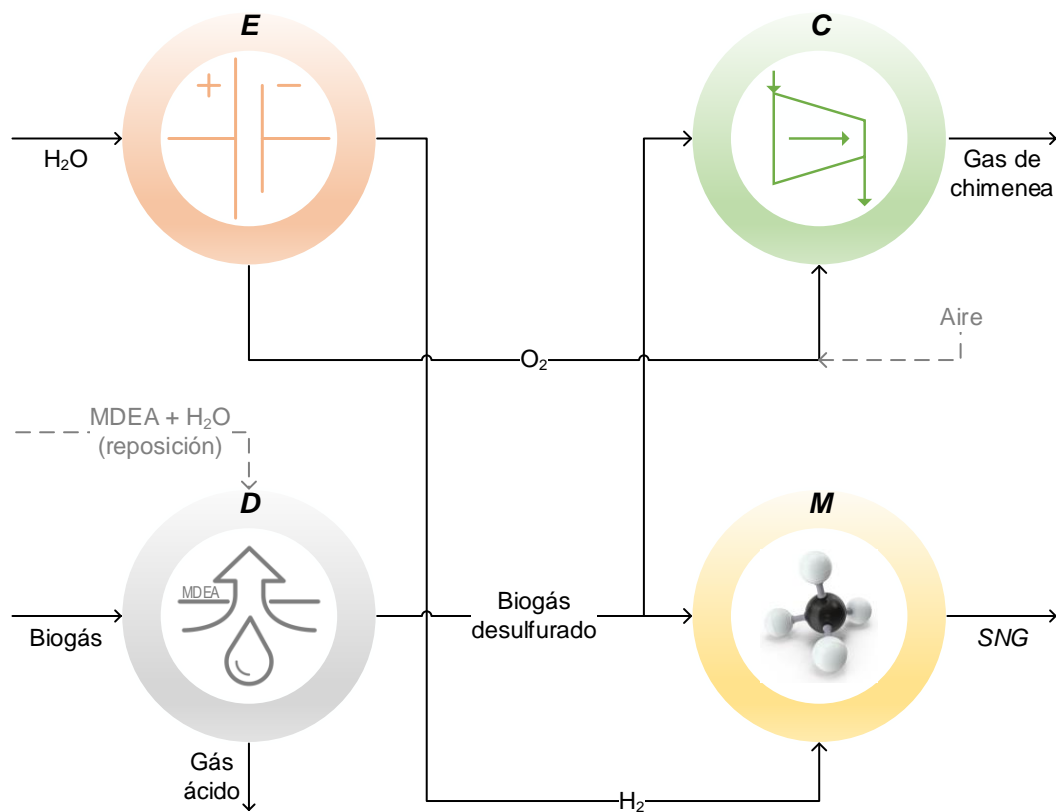 E
C
+
−
H₂O
Gas de
chimenea
Aire
O₂
MDEA + H₂O
(reposición)
D
M
MDEA
Biogás
Biogás
desulfurado
SNG
Gás
ácido
H₂